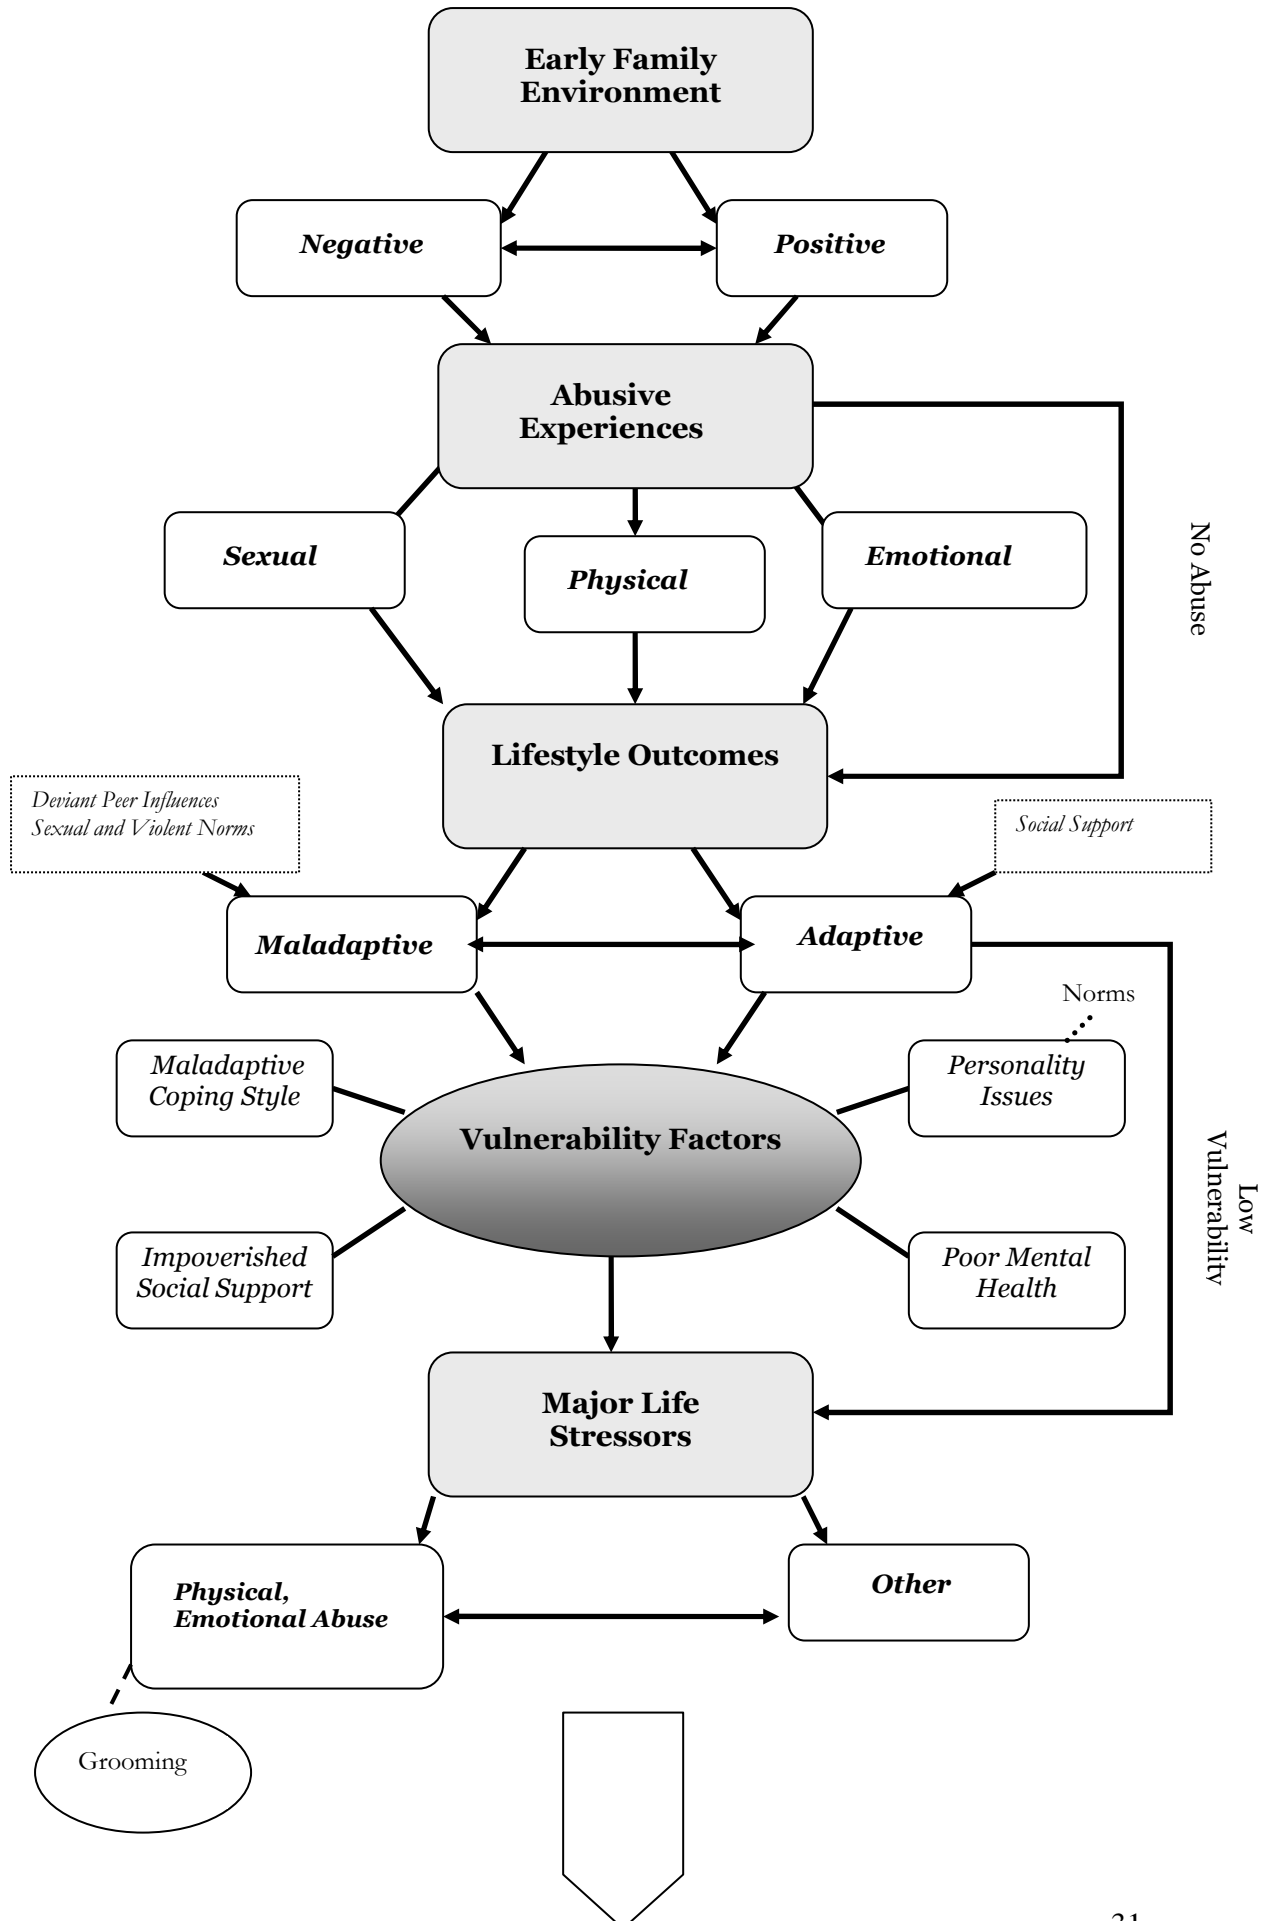 Early Family
Environment
Negative
Positive
Abusive
Experiences
Sexual
Physical
Emotional
No Abuse
Lifestyle Outcomes
Deviant Peer Influences
Sexual and Violent Norms
Social Support
Maladaptive
Adaptive
Norms
Maladaptive
Coping Style
Personality
Issues
Vulnerability Factors
Low
Vulnerability
Impoverished
Social Support
Poor Mental
Health
Major Life
Stressors
Physical,
Emotional Abuse
Other
Grooming
31